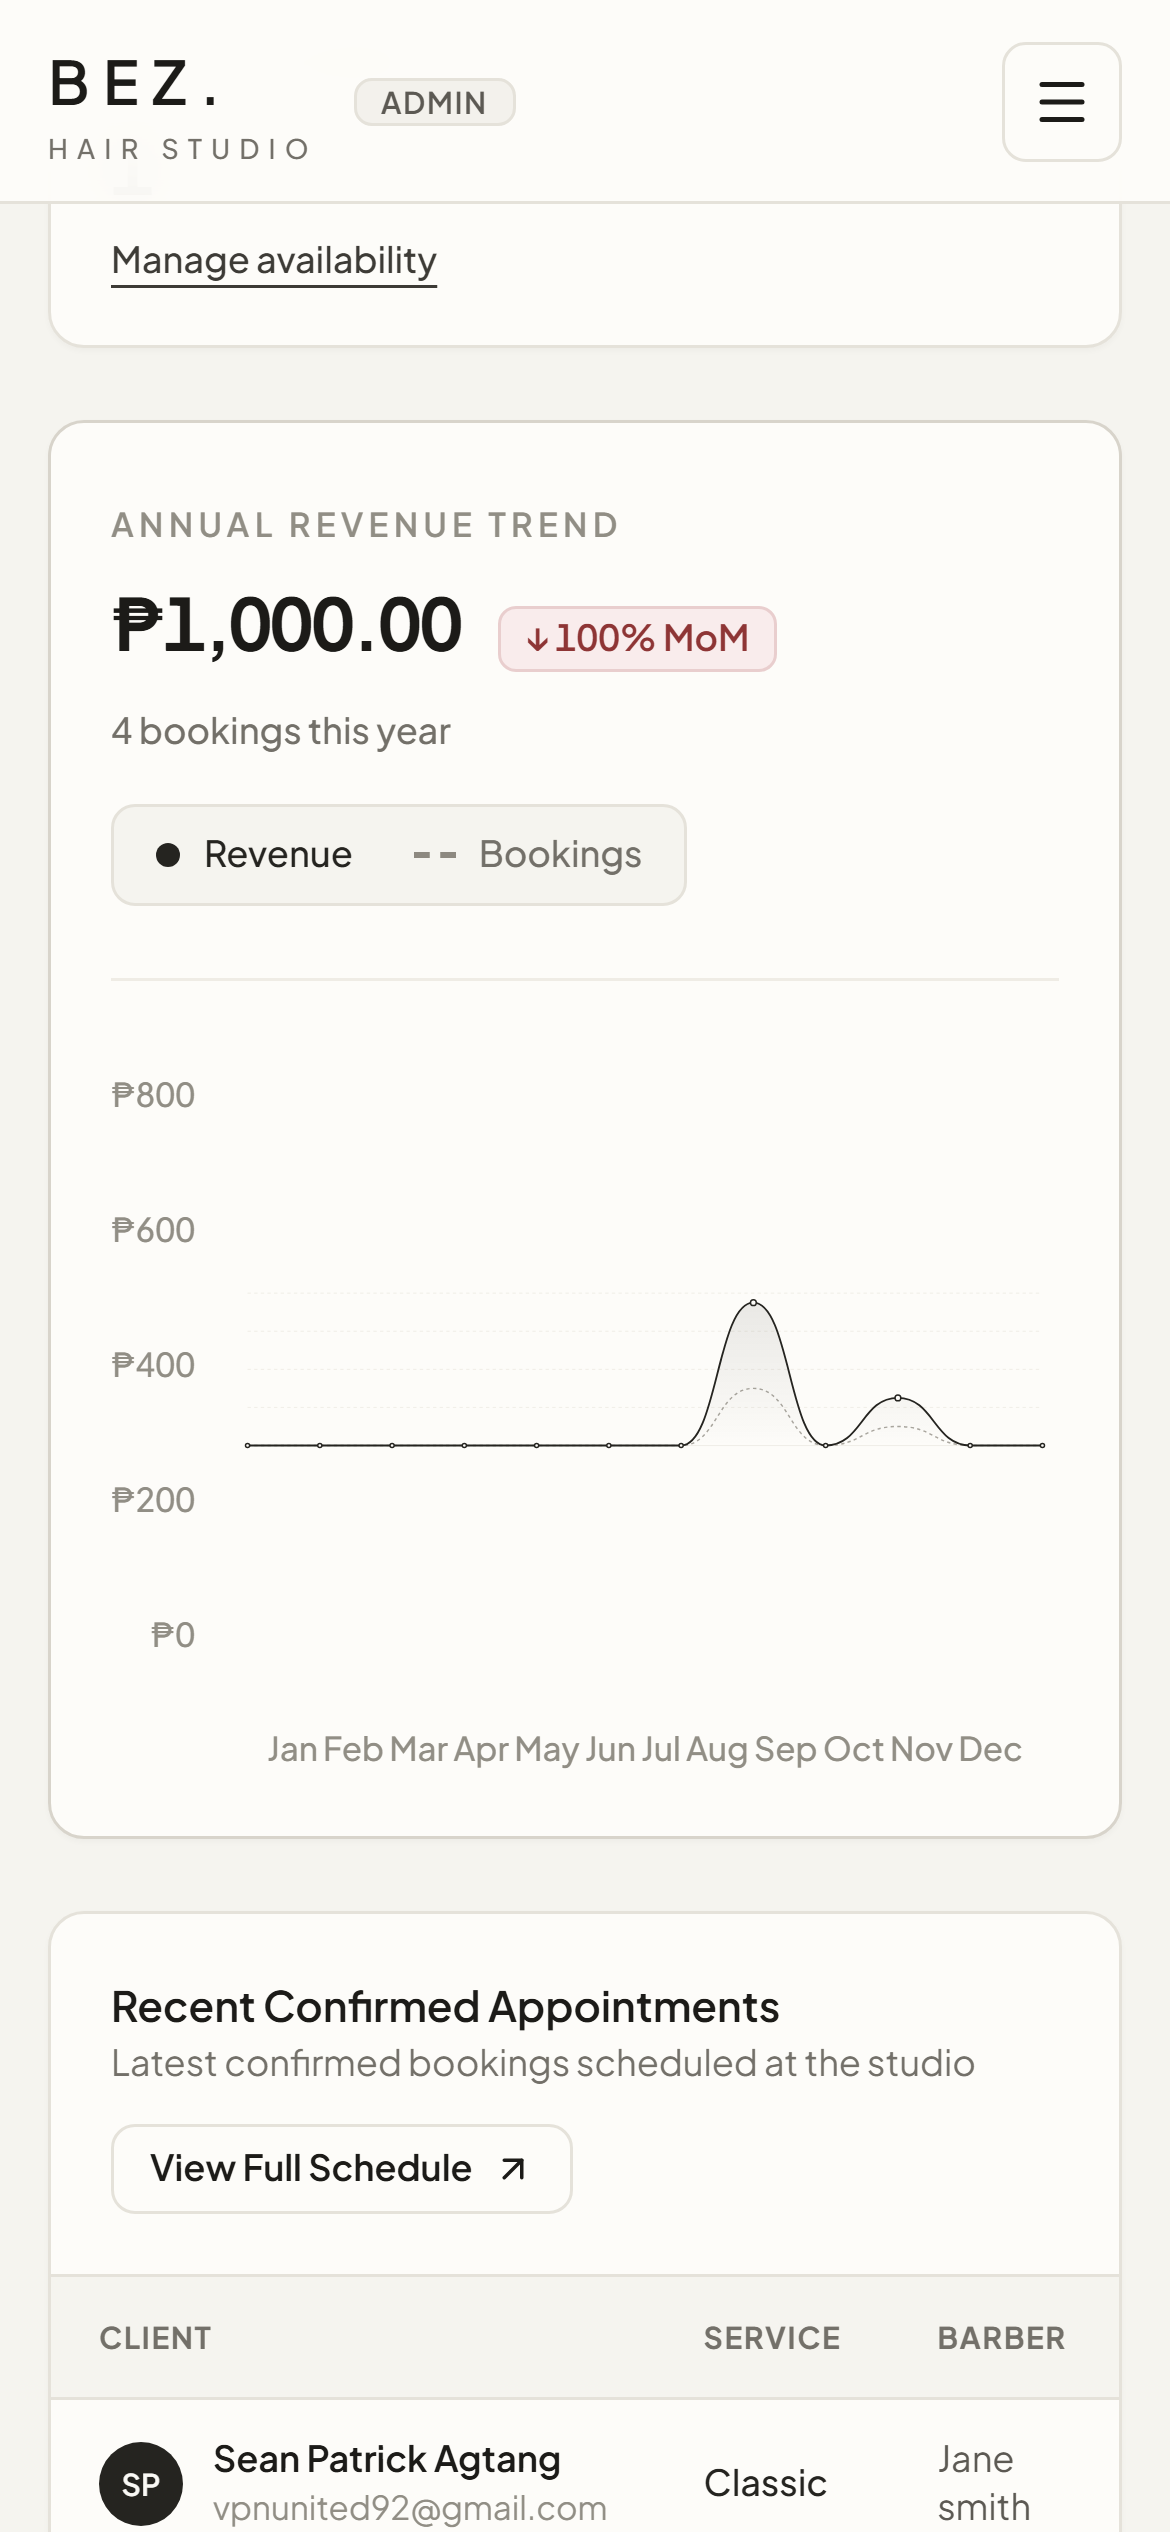 BEZ.
HAIR STUDIO
ADMIN
Manage availability
ANNUAL REVENUE TREND
₱1,000.00
↓100% MoM
4 bookings this year
Revenue
Bookings
₱800
₱600
₱400
₱200
₱0
Jan Feb Mar Apr May Jun Jul Aug Sep Oct Nov Dec
Recent Confirmed Appointments
Latest confirmed bookings scheduled at the studio
View Full Schedule
CLIENT SERVICE BARBER
SP
Sean Patrick Agtang
vpnunited92@gmail.com
Classic
Jane
smith